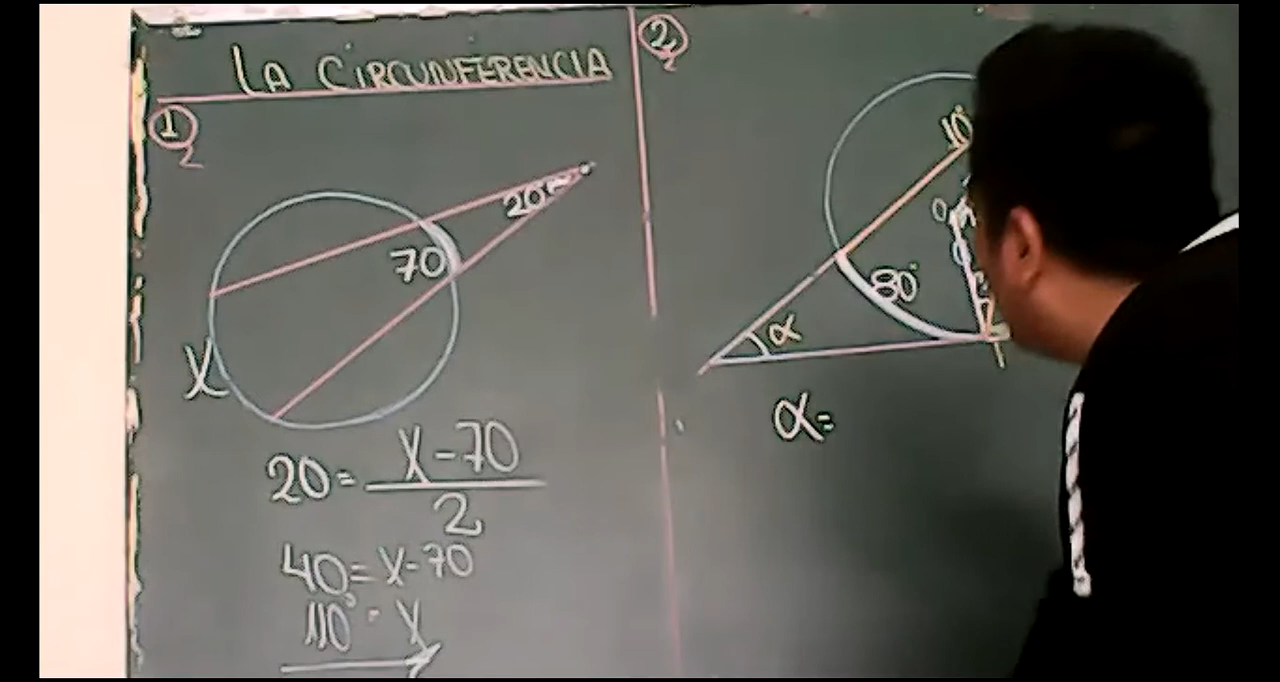 LA CIRCUNFERENCIA
1
20
70
X
20 = X - 70
2
40 = X - 70
110° = X
2
10°
80°
α
α =